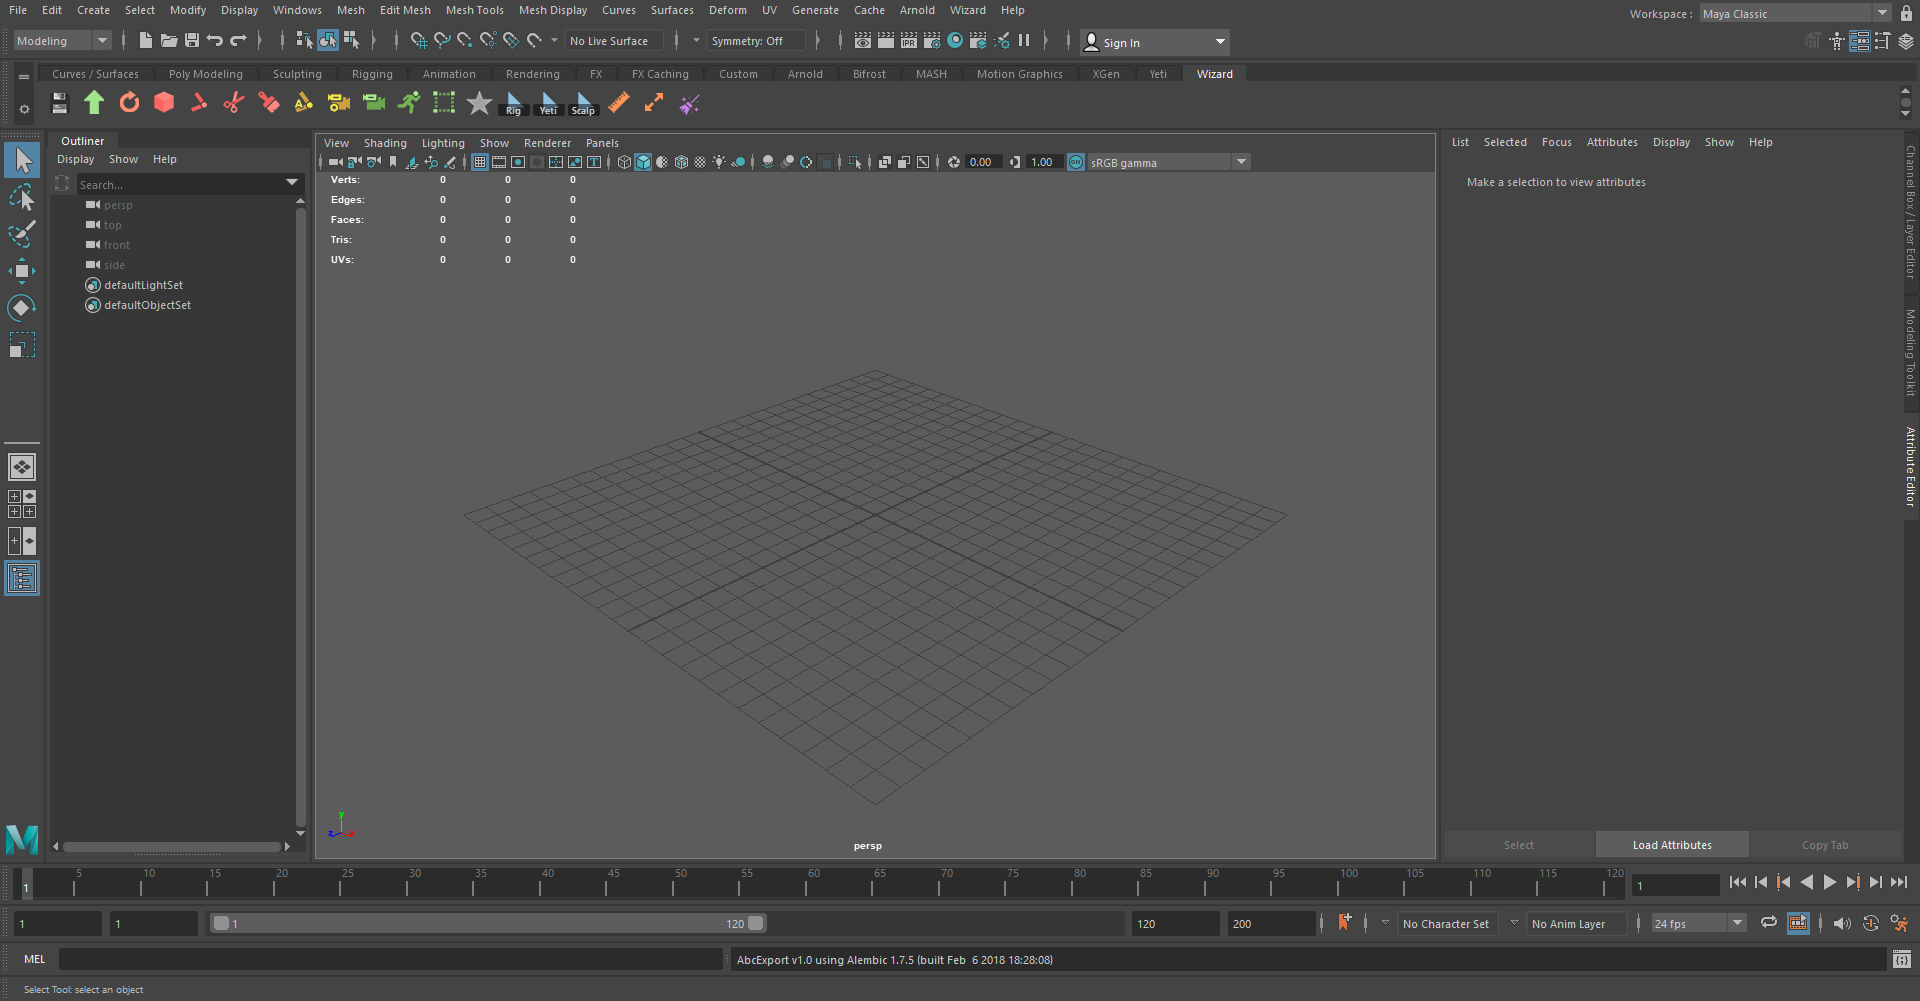 File Edit Create Select Modify Display Windows Mesh Edit Mesh Mesh Tools Mesh Display Curves Surfaces Deform UV Generate Cache Arnold Wizard Help
Workspace : Maya Classic
Modeling No Live Surface Symmetry: Off IPR Sign In
Curves / Surfaces Poly Modeling Sculpting Rigging Animation Rendering FX FX Caching Custom Arnold Bifrost MASH Motion Graphics XGen Yeti Wizard
Rig Yeti Scalp
Outliner
Display Show Help
Search...
persp
top
front
side
defaultLightSet
defaultObjectSet
View Shading Lighting Show Renderer Panels
0.00 1.00 ON sRGB gamma
Verts: 0 0 0
Edges: 0 0 0
Faces: 0 0 0
Tris: 0 0 0
UVs: 0 0 0
y
z x
persp
List Selected Focus Attributes Display Show Help
Make a selection to view attributes
Channel Box / Layer Editor
Modeling Toolkit
Attribute Editor
Select Load Attributes Copy Tab
1 5 10 15 20 25 30 35 40 45 50 55 60 65 70 75 80 85 90 95 100 105 110 115 120 1
1 1 1 120 120 200 No Character Set No Anim Layer 24 fps
MEL AbcExport v1.0 using Alembic 1.7.5 (built Feb  6 2018 18:28:08)
Select Tool: select an object